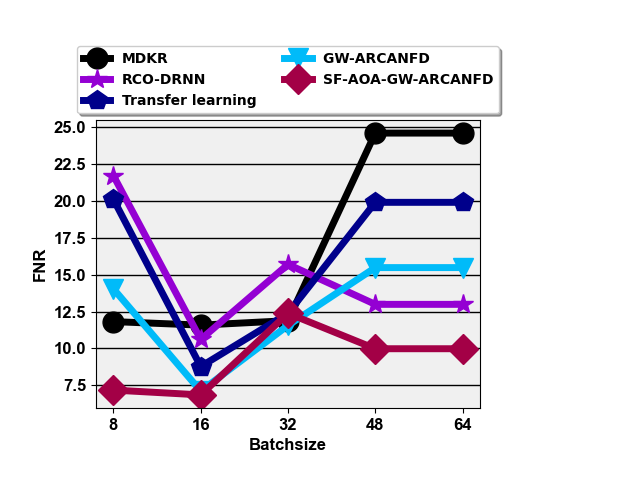 MDKR
RCO-DRNN
Transfer learning
GW-ARCANFD
SF-AOA-GW-ARCANFD
25.0
22.5
20.0
17.5
15.0
12.5
10.0
7.5
FNR
8 16 32 48 64
Batchsize